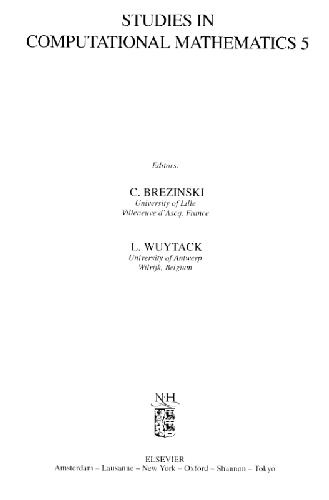 STUDIES IN
COMPUTATIONAL MATHEMATICS 5
Editors:
C. BREZINSKI
University of Lille
Villeneuve d'Ascq, France
L. WUYTACK
University of Antwerp
Wilrijk, Belgium
N·H
ELSEVIER
Amsterdam – Lausanne – New York – Oxford – Shannon – Tokyo